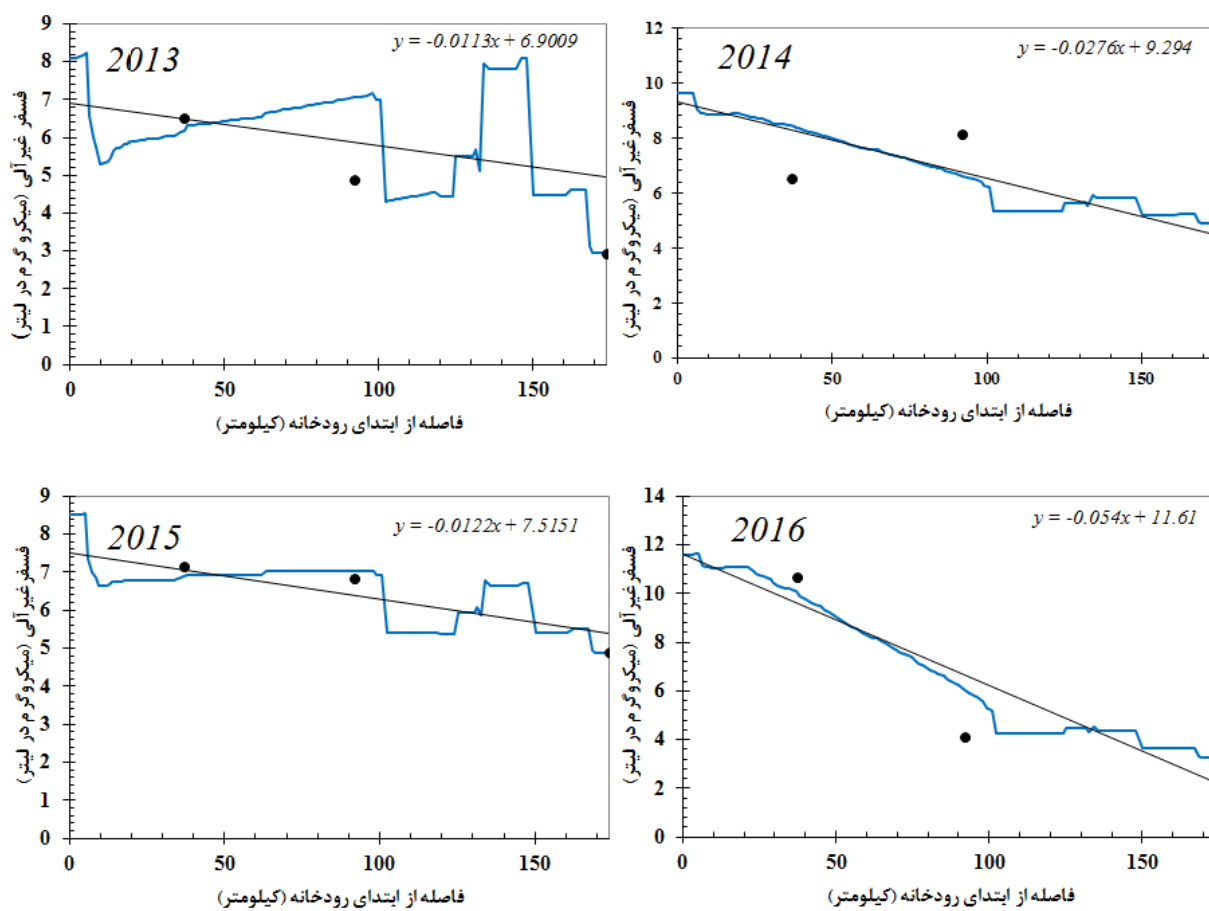 2013
y = -0.0113x + 6.9009
فسفر غیر آلی (میکروگرم در لیتر)
9
8
7
6
5
4
3
2
1
0
0 50 100 150
فاصله از ابتدای رودخانه (کیلومتر)
2014
y = -0.0276x + 9.294
فسفر غیر آلی (میکروگرم در لیتر)
12
10
8
6
4
2
0
0 50 100 150
فاصله از ابتدای رودخانه (کیلومتر)
2015
y = -0.0122x + 7.5151
فسفر غیر آلی (میکروگرم در لیتر)
9
8
7
6
5
4
3
2
1
0
0 50 100 150
فاصله از ابتدای رودخانه (کیلومتر)
2016
y = -0.054x + 11.61
فسفر غیر آلی (میکروگرم در لیتر)
14
12
10
8
6
4
2
0
0 50 100 150
فاصله از ابتدای رودخانه (کیلومتر)